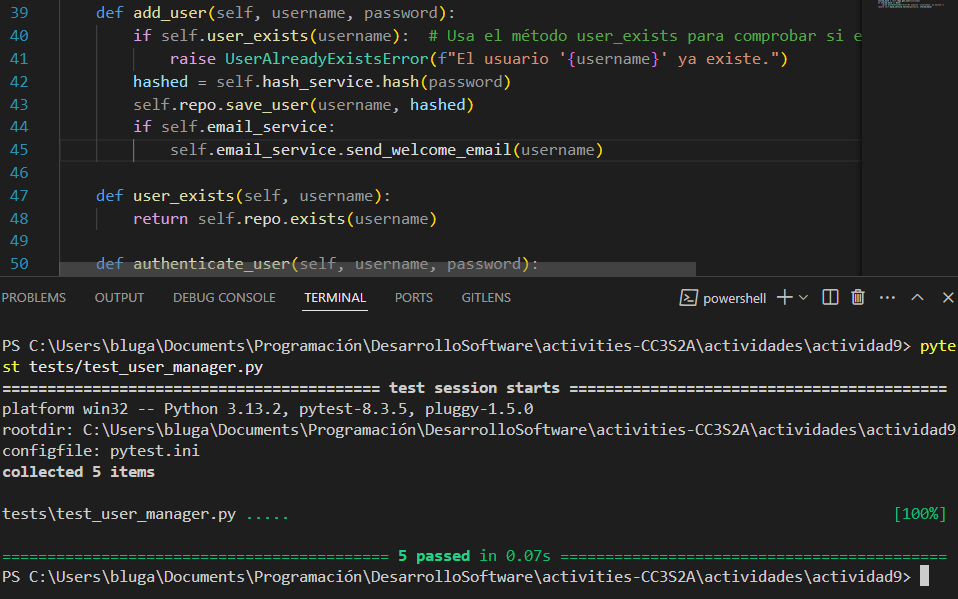 39 def add_user(self, username, password):
40 if self.user_exists(username):  # Usa el método user_exists para comprobar si e
41 raise UserAlreadyExistsError(f"El usuario '{username}' ya existe.")
42 hashed = self.hash_service.hash(password)
43 self.repo.save_user(username, hashed)
44 if self.email_service:
45 self.email_service.send_welcome_email(username)
46
47 def user_exists(self, username):
48 return self.repo.exists(username)
49
50 def authenticate_user(self, username, password):
PROBLEMS OUTPUT DEBUG CONSOLE TERMINAL PORTS GITLENS powershell
PS C:\Users\bluga\Documents\Programación\DesarrolloSoftware\activities-CC3S2A\actividades\actividad9> pyte
st tests/test_user_manager.py
========================================== test session starts ==========================================
platform win32 -- Python 3.13.2, pytest-8.3.5, pluggy-1.5.0
rootdir: C:\Users\bluga\Documents\Programación\DesarrolloSoftware\activities-CC3S2A\actividades\actividad9
configfile: pytest.ini
collected 5 items
tests\test_user_manager.py ..... [100%]
=========================================== 5 passed in 0.07s ===========================================
PS C:\Users\bluga\Documents\Programación\DesarrolloSoftware\activities-CC3S2A\actividades\actividad9>